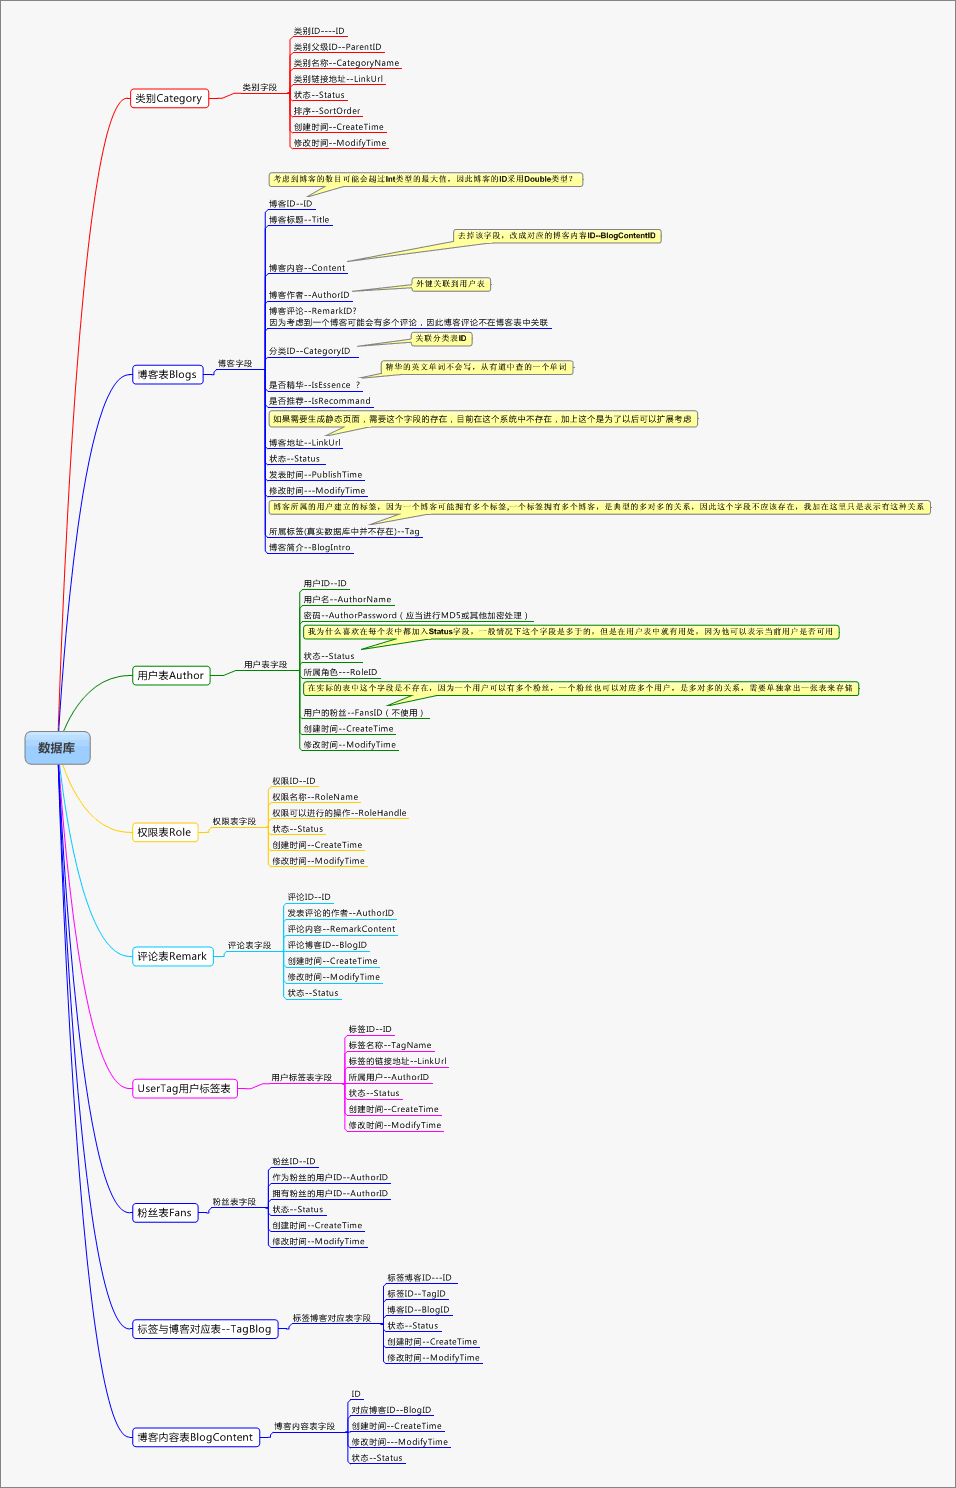 类别ID----ID
类别父级ID--ParentID
类别名称--CategoryName
类别链接地址--LinkUrl
状态--Status
排序--SortOrder
创建时间--CreateTime
修改时间--ModifyTime
类别字段
类别Category
考虑到博客的数目可能会超过Int类型的最大值，因此博客的ID采用Double类型？
博客ID--ID
博客标题--Title
去掉该字段，改成对应的博客内容ID--BlogContentID
博客内容--Content
外键关联到用户表
博客作者--AuthorID
博客评论--RemarkID?
因为考虑到一个博客可能会有多个评论，因此博客评论不在博客表中关联
关联分类表ID
分类ID--CategoryID
精华的英文单词不会写，从有道中查的一个单词
是否精华--IsEssence ？
是否推荐--IsRecommand
如果需要生成静态页面，需要这个字段的存在，目前在这个系统中不存在，加上这个是为了以后可以扩展考虑
博客地址--LinkUrl
状态--Status
发表时间--PublishTime
修改时间---ModifyTime
博客所属的用户建立的标签，因为一个博客可能拥有多个标签,一个标签拥有多个博客，是典型的多对多的关系，因此这个字段不应该存在，我加在这里只是表示有这种关系
所属标签(真实数据库中并不存在)--Tag
博客简介--BlogIntro
博客字段
博客表Blogs
用户ID--ID
用户名--AuthorName
密码--AuthorPassword（应当进行MD5或其他加密处理）
我为什么喜欢在每个表中都加入Status字段，一般情况下这个字段是多于的，但是在用户表中就有用处，因为他可以表示当前用户是否可用
状态--Status
所属角色---RoleID
在实际的表中这个字段是不存在，因为一个用户可以有多个粉丝，一个粉丝也可以对应多个用户，是多对多的关系，需要单独拿出一张表来存储
用户的粉丝--FansID（不使用）
创建时间--CreateTime
修改时间--ModifyTime
用户表字段
用户表Author
数据库
权限ID--ID
权限名称--RoleName
权限可以进行的操作--RoleHandle
状态--Status
创建时间--CreateTime
修改时间--ModifyTime
权限表字段
权限表Role
评论ID--ID
发表评论的作者--AuthorID
评论内容--RemarkContent
评论博客ID--BlogID
创建时间--CreateTime
修改时间--ModifyTime
状态--Status
评论表字段
评论表Remark
标签ID--ID
标签名称--TagName
标签的链接地址--LinkUrl
所属用户--AuthorID
状态--Status
创建时间--CreateTime
修改时间--ModifyTime
用户标签表字段
UserTag用户标签表
粉丝ID--ID
作为粉丝的用户ID--AuthorID
拥有粉丝的用户ID--AuthorID
状态--Status
创建时间--CreateTime
修改时间--ModifyTime
粉丝表字段
粉丝表Fans
标签博客ID---ID
标签ID--TagID
博客ID--BlogID
状态--Status
创建时间--CreateTime
修改时间--ModifyTime
标签博客对应表字段
标签与博客对应表--TagBlog
ID
对应博客ID--BlogID
创建时间--CreateTime
修改时间---ModifyTime
状态--Status
博客内容表字段
博客内容表BlogContent